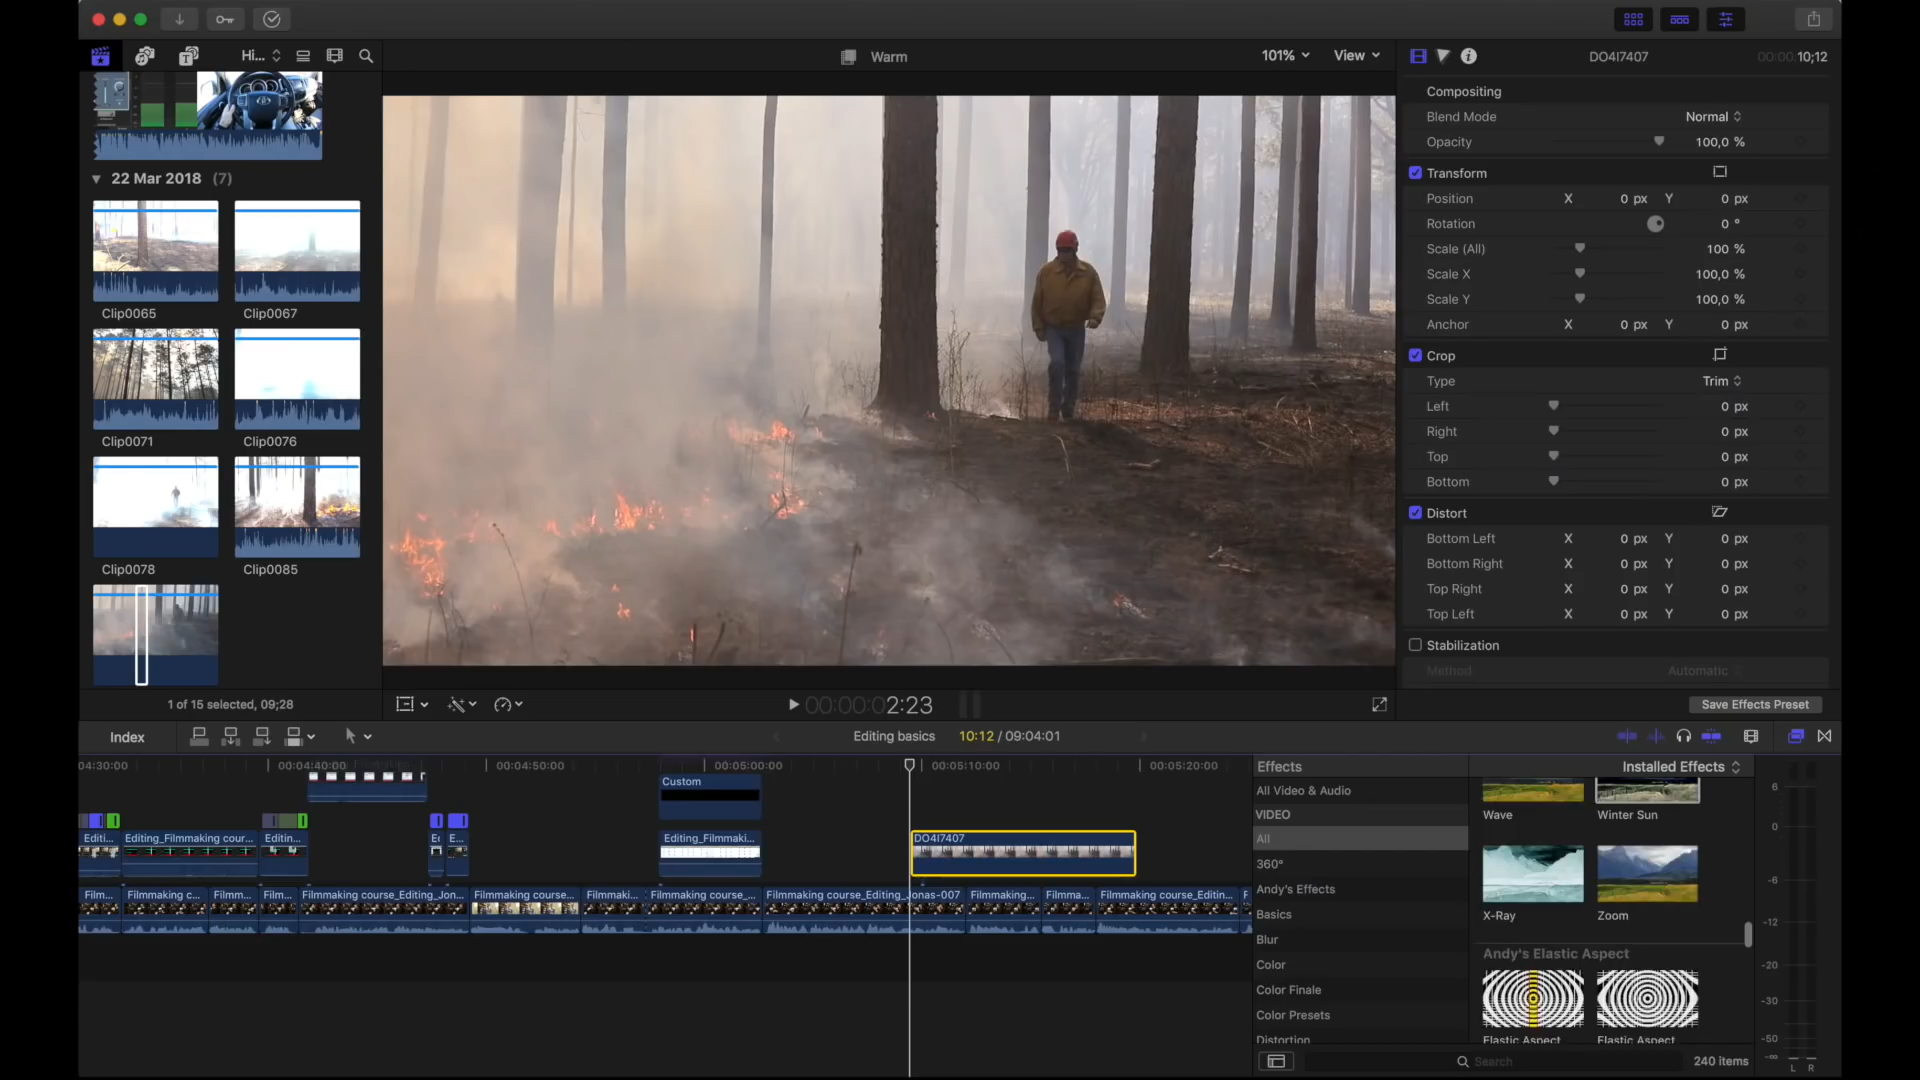 Hi...
Warm
101%
View
DO4I7407
00:00:10;12
22 Mar 2018 (7)
Clip0065
Clip0067
Clip0071
Clip0076
Clip0078
Clip0085
1 of 15 selected, 09;28
00:00:02:23
Compositing
Blend Mode
Normal
Opacity
100,0 %
Transform
Position X 0 px Y 0 px
Rotation 0 °
Scale (All) 100 %
Scale X 100,0 %
Scale Y 100,0 %
Anchor X 0 px Y 0 px
Crop
Type Trim
Left 0 px
Right 0 px
Top 0 px
Bottom 0 px
Distort
Bottom Left X 0 px Y 0 px
Bottom Right X 0 px Y 0 px
Top Right X 0 px Y 0 px
Top Left X 0 px Y 0 px
Stabilization
Method Automatic
Save Effects Preset
Index
Editing basics
10:12 / 09:04:01
04:30:00
00:04:40:00
00:04:50:00
00:05:00:00
00:05:10:00
00:05:20:00
Custom
Editi...
Editing_Filmmaking cour...
Editin...
E...
Editing_Filmmaki...
DO4I7407
Film...
Filmmaking c...
Filmm...
Film...
Filmmaking course_Editing_Jon...
Filmmaking course...
Filmmaki...
Filmmaking course_...
Filmmaking course_Editing_Jonas-007
Filmmaking...
Filmma...
Filmmaking course_Editin...
Effects
Installed Effects
All Video & Audio
VIDEO
All
360°
Andy's Effects
Basics
Blur
Color
Color Finale
Color Presets
Distortion
Wave
Winter Sun
X-Ray
Zoom
Andy's Elastic Aspect
Elastic Aspect
Elastic Aspect
Search
240 items
6
0
-6
-12
-20
-30
-50
-∞
L R